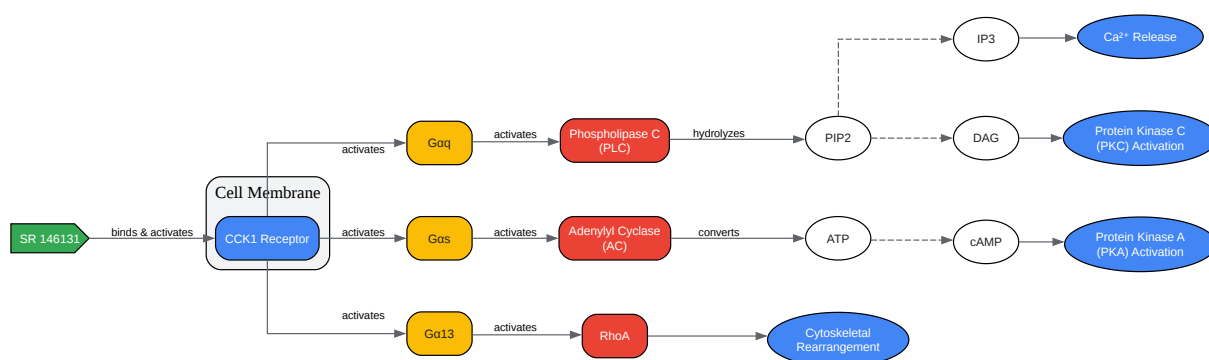 IP3
Ca²⁺ Release
activates
Gαq
activates
Phospholipase C
(PLC)
hydrolyzes
PIP2
DAG
Protein Kinase C
(PKC) Activation
Cell Membrane
SR 146131
binds & activates
CCK1 Receptor
activates
Gαs
activates
Adenylyl Cyclase
(AC)
converts
ATP
cAMP
Protein Kinase A
(PKA) Activation
activates
Gα13
activates
RhoA
Cytoskeletal
Rearrangement